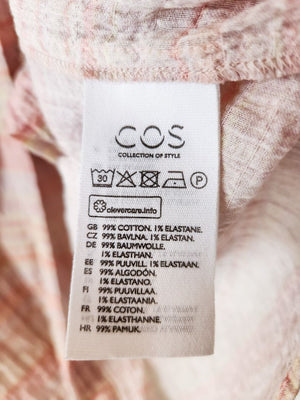 COS
COLLECTION OF STYLE
30 P
clevercare.info
GB 99% COTTON. 1% ELASTANE.
CZ 99% BAVLNA. 1% ELASTAN.
DE 99% BAUMWOLLE.
1% ELASTHAN.
EE 99% PUUVILL. 1% ELASTAAN.
ES 99% ALGODÓN.
1% ELASTANO.
FI 99% PUUVILLAA.
1% ELASTAANIA.
FR 99% COTON.
1% ELASTHANNE.
HR 99% PAMUK.